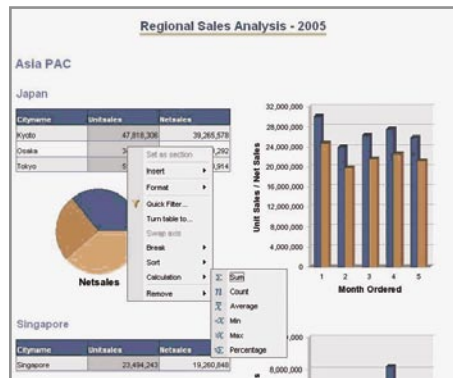 Regional Sales Analysis - 2005
Asia PAC
Japan
Cityname Unitsales Netsales
Kyoto 47,818,306 39,265,578
Osaka
Tokyo
Set as section
Insert
Format
Quick Filter...
Turn table to...
Swap axis
Break
Sort
Calculation
Remove
Σ Sum
Count
Average
Min
Max
Percentage
Netsales
Unit Sales / Net Sales
32,000,000
28,000,000
24,000,000
20,000,000
16,000,000
12,000,000
8,000,000
4,000,000
0
1 2 3 4 5
Month Ordered
Singapore
Cityname Unitsales
Singapore 23,494,243 19,260,848
8,000,000